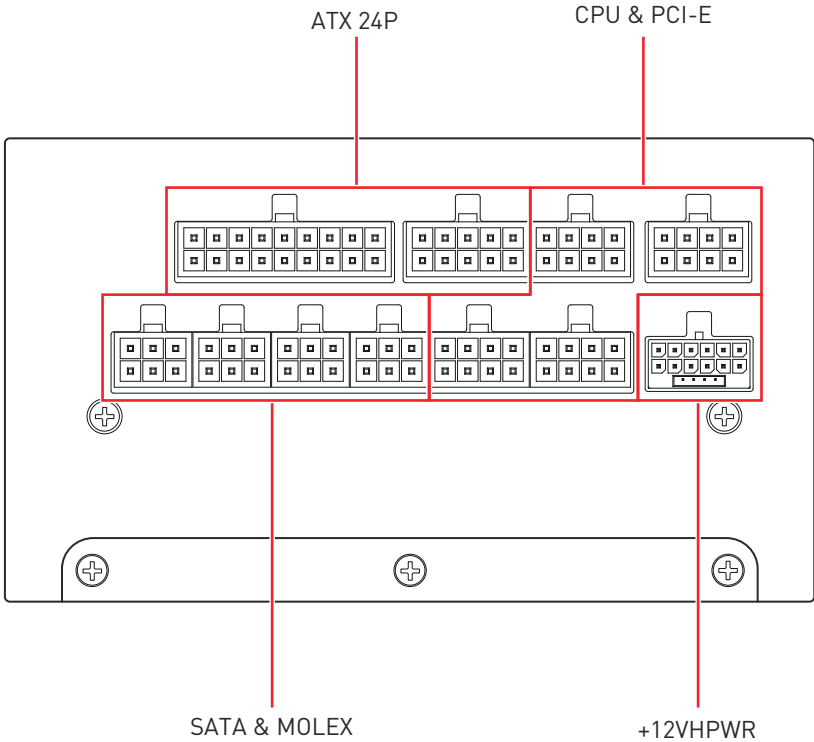 ATX 24P
CPU & PCI-E
SATA & MOLEX
+12VHPWR